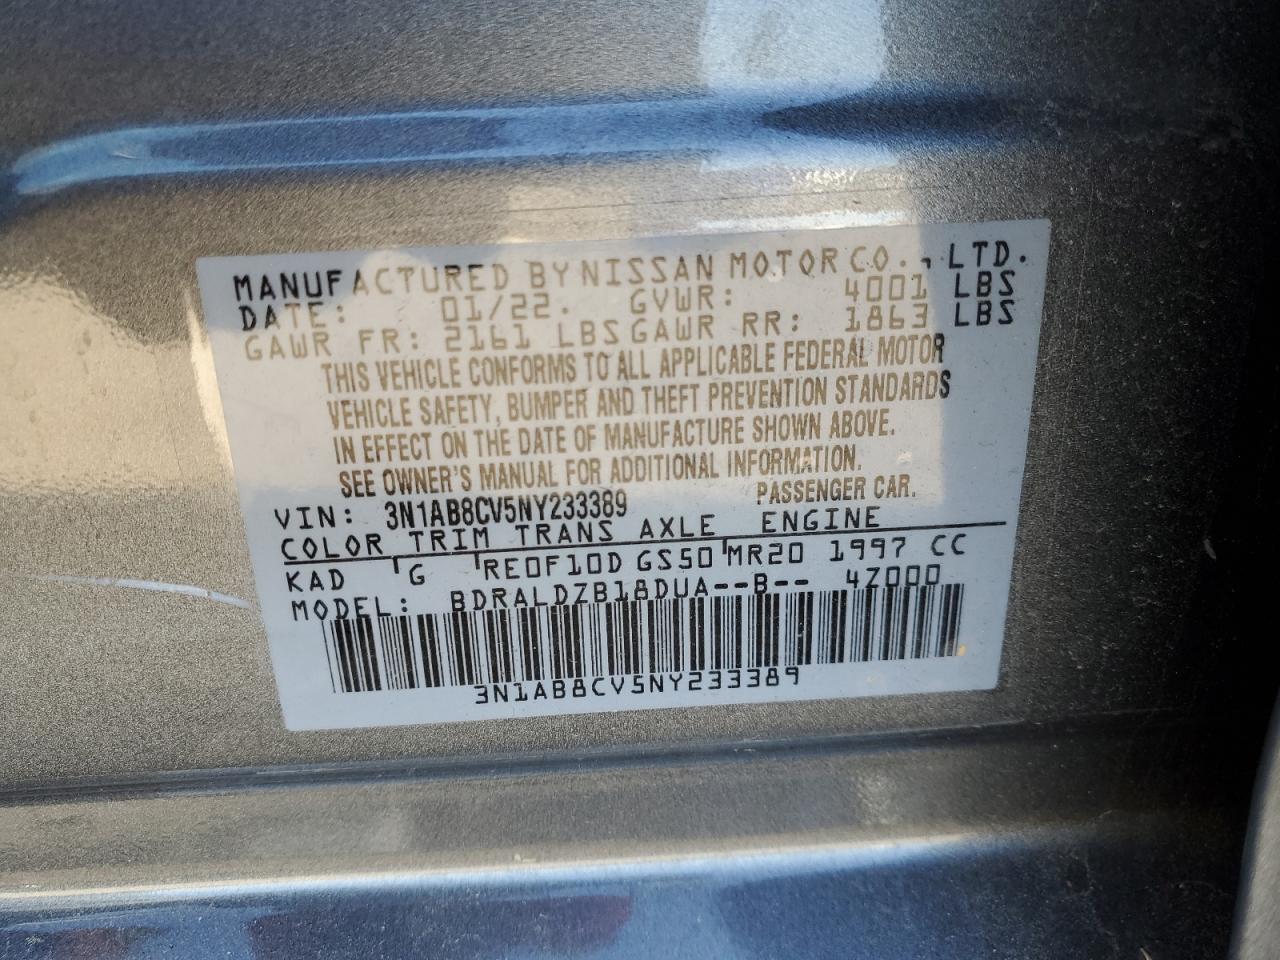 MANUFACTURED BY NISSAN MOTOR CO., LTD.
DATE: 01/22. GVWR: 4001 LBS
GAWR FR: 2161 LBS GAWR RR: 1863 LBS
THIS VEHICLE CONFORMS TO ALL APPLICABLE FEDERAL MOTOR
VEHICLE SAFETY, BUMPER AND THEFT PREVENTION STANDARDS
IN EFFECT ON THE DATE OF MANUFACTURE SHOWN ABOVE.
SEE OWNER'S MANUAL FOR ADDITIONAL INFORMATION.
VIN: 3N1AB8CV5NY233389 PASSENGER CAR.
COLOR TRIM TRANS AXLE ENGINE
KAD G RE0F10D GS50 MR20 1997 CC
MODEL: BDRALDZB18DUA--B-- 4Z000
3N1AB8CV5NY233389